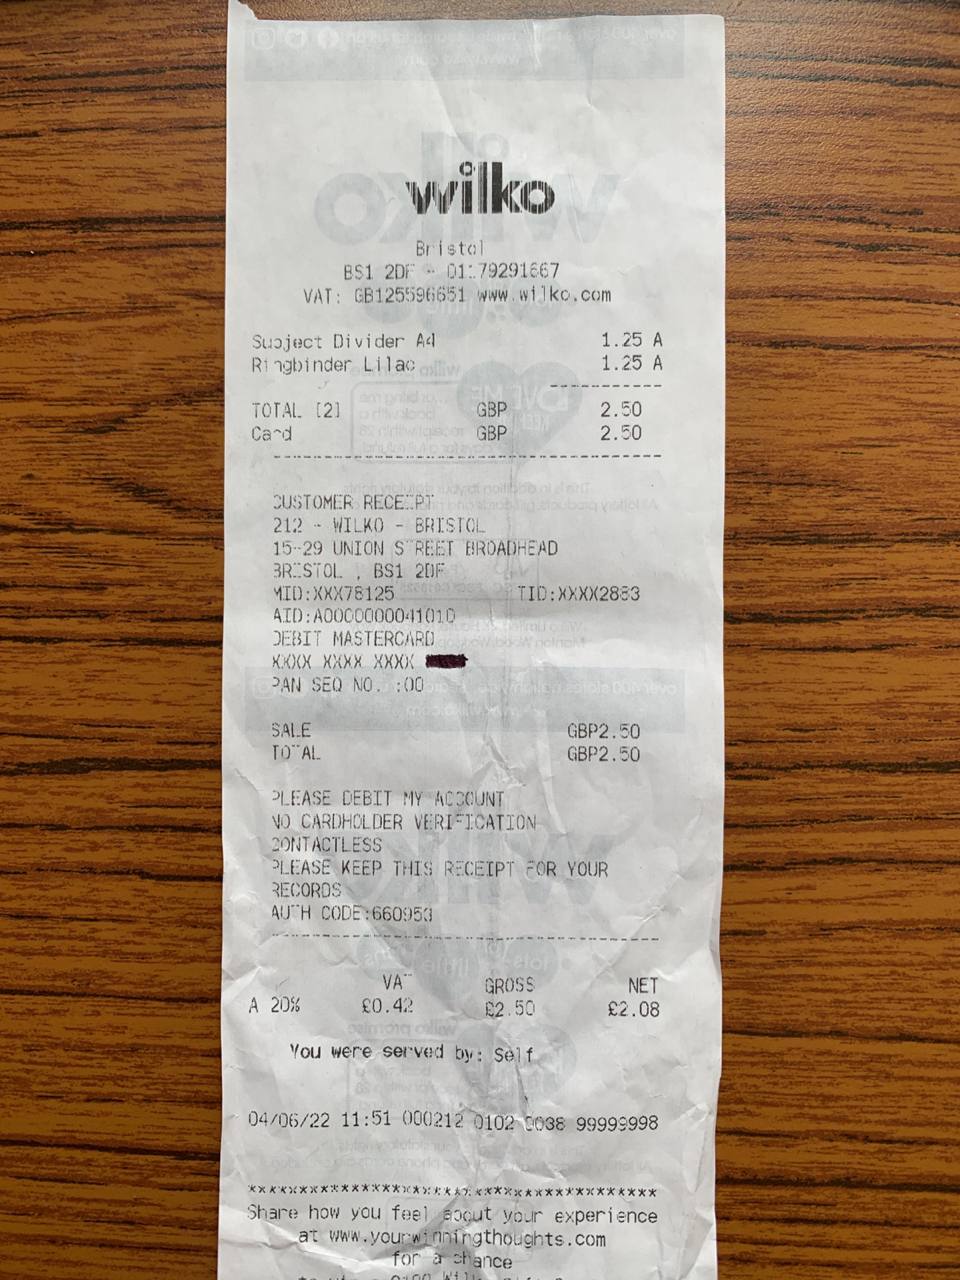 wilko
Bristol
BS1 2DF - 01179291667
VAT: GB125596651 www.wilko.com
Subject Divider A4 1.25 A
Ringbinder Lilac 1.25 A
TOTAL [2] GBP 2.50
Card GBP 2.50
CUSTOMER RECEIPT
212 - WILKO - BRISTOL
15-29 UNION STREET BROADHEAD
BRISTOL , BS1 2DF
MID:XXX78125 TID:XXXX2883
AID:A0000000041010
DEBIT MASTERCARD
XXXX XXXX XXXX
PAN SEQ NO. :00
SALE GBP2.50
TOTAL GBP2.50
PLEASE DEBIT MY ACCOUNT
NO CARDHOLDER VERIFICATION
CONTACTLESS
PLEASE KEEP THIS RECEIPT FOR YOUR
RECORDS
AUTH CODE:660953
VAT GROSS NET
A 20% £0.42 £2.50 £2.08
You were served by: Self
04/06/22 11:51 000212 0102 0038 99999998
****************************************
Share how you feel about your experience
at www.yourwinningthoughts.com
for a chance